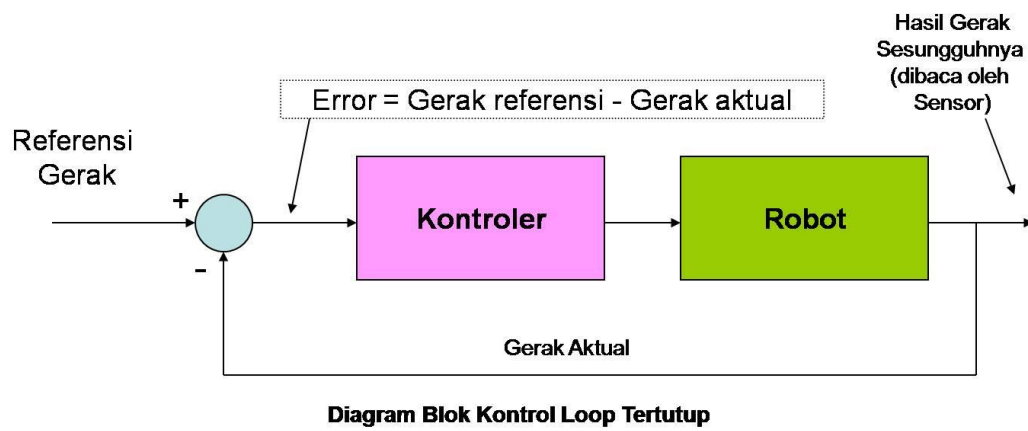 Hasil Gerak
Sesungguhnya
(dibaca oleh
Sensor)
Error = Gerak referensi - Gerak aktual
Referensi
Gerak
+
-
Kontroler
Robot
Gerak Aktual
Diagram Blok Kontrol Loop Tertutup